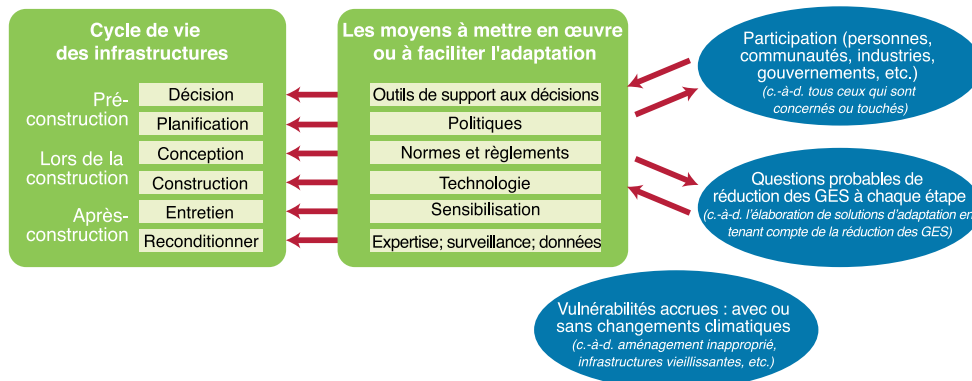 Cycle de vie
des infrastructures
Pré-
construction
Décision
Planification
Lors de la
construction
Conception
Construction
Après-
construction
Entretien
Reconditionner
Les moyens à mettre en œuvre
ou à faciliter l'adaptation
Outils de support aux décisions
Politiques
Normes et règlements
Technologie
Sensibilisation
Expertise; surveillance; données
Participation (personnes,
communautés, industries,
gouvernements, etc.)
(c.-à-d. tous ceux qui sont
concernés ou touchés)
Questions probables de
réduction des GES à chaque étape
(c.-à-d. l'élaboration de solutions d'adaptation en
tenant compte de la réduction des GES)
Vulnérabilités accrues : avec ou
sans changements climatiques
(c.-à-d. aménagement inapproprié,
infrastructures vieillissantes, etc.)